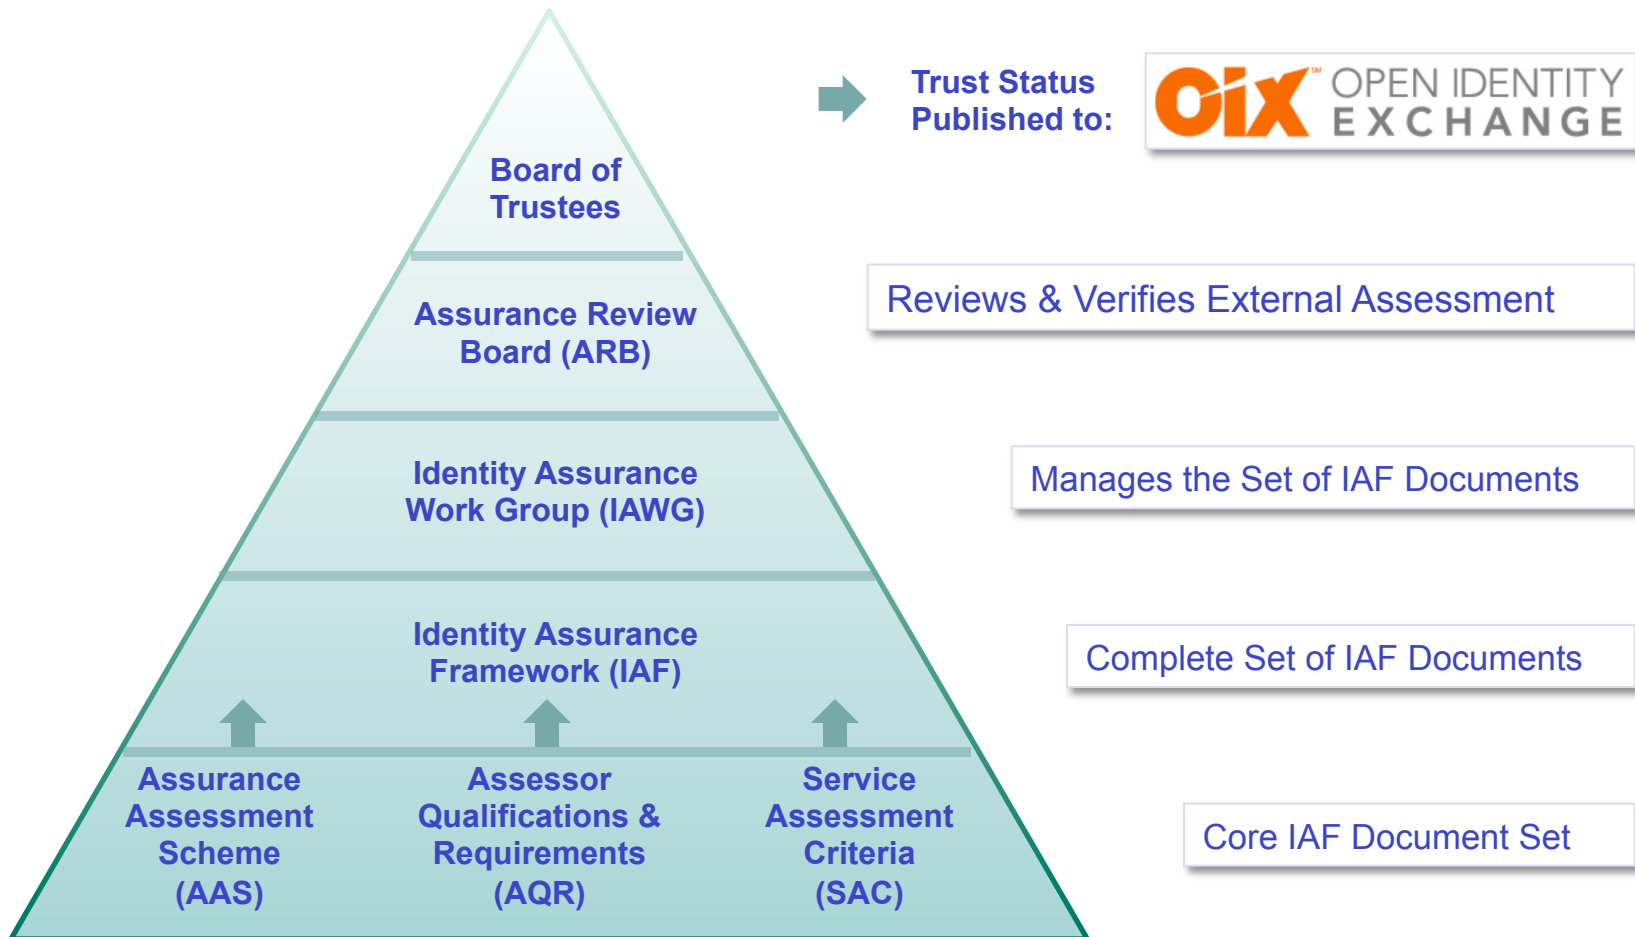 Trust Status
Published to:
OIX SM OPEN IDENTITY
EXCHANGE
Board of
Trustees
Assurance Review
Board (ARB)
Reviews & Verifies External Assessment
Identity Assurance
Work Group (IAWG)
Manages the Set of IAF Documents
Identity Assurance
Framework (IAF)
Complete Set of IAF Documents
Assurance
Assessment
Scheme
(AAS)
Assessor
Qualifications &
Requirements
(AQR)
Service
Assessment
Criteria
(SAC)
Core IAF Document Set